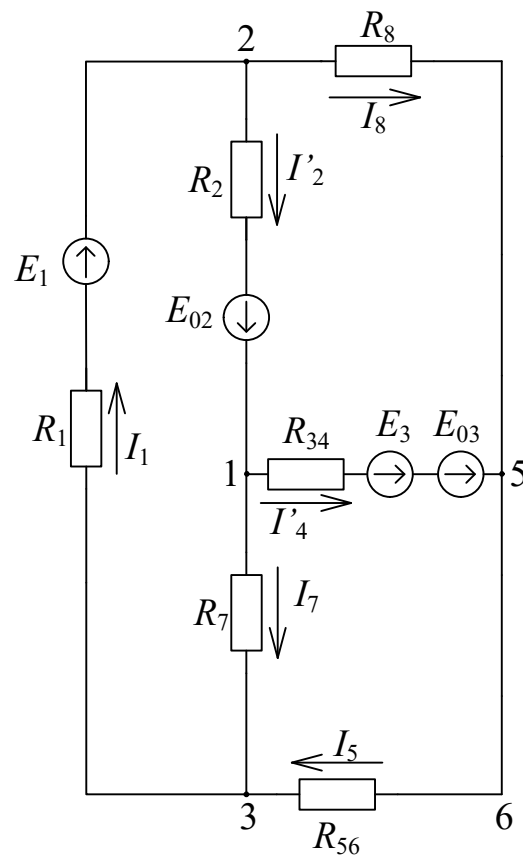 2
R₈
I₈
R₂
I'₂
E₁
E₀₂
R₁
I₁
R₃₄
E₃
E₀₃
1
5
I'₄
R₇
I₇
I₅
3
R₅₆
6